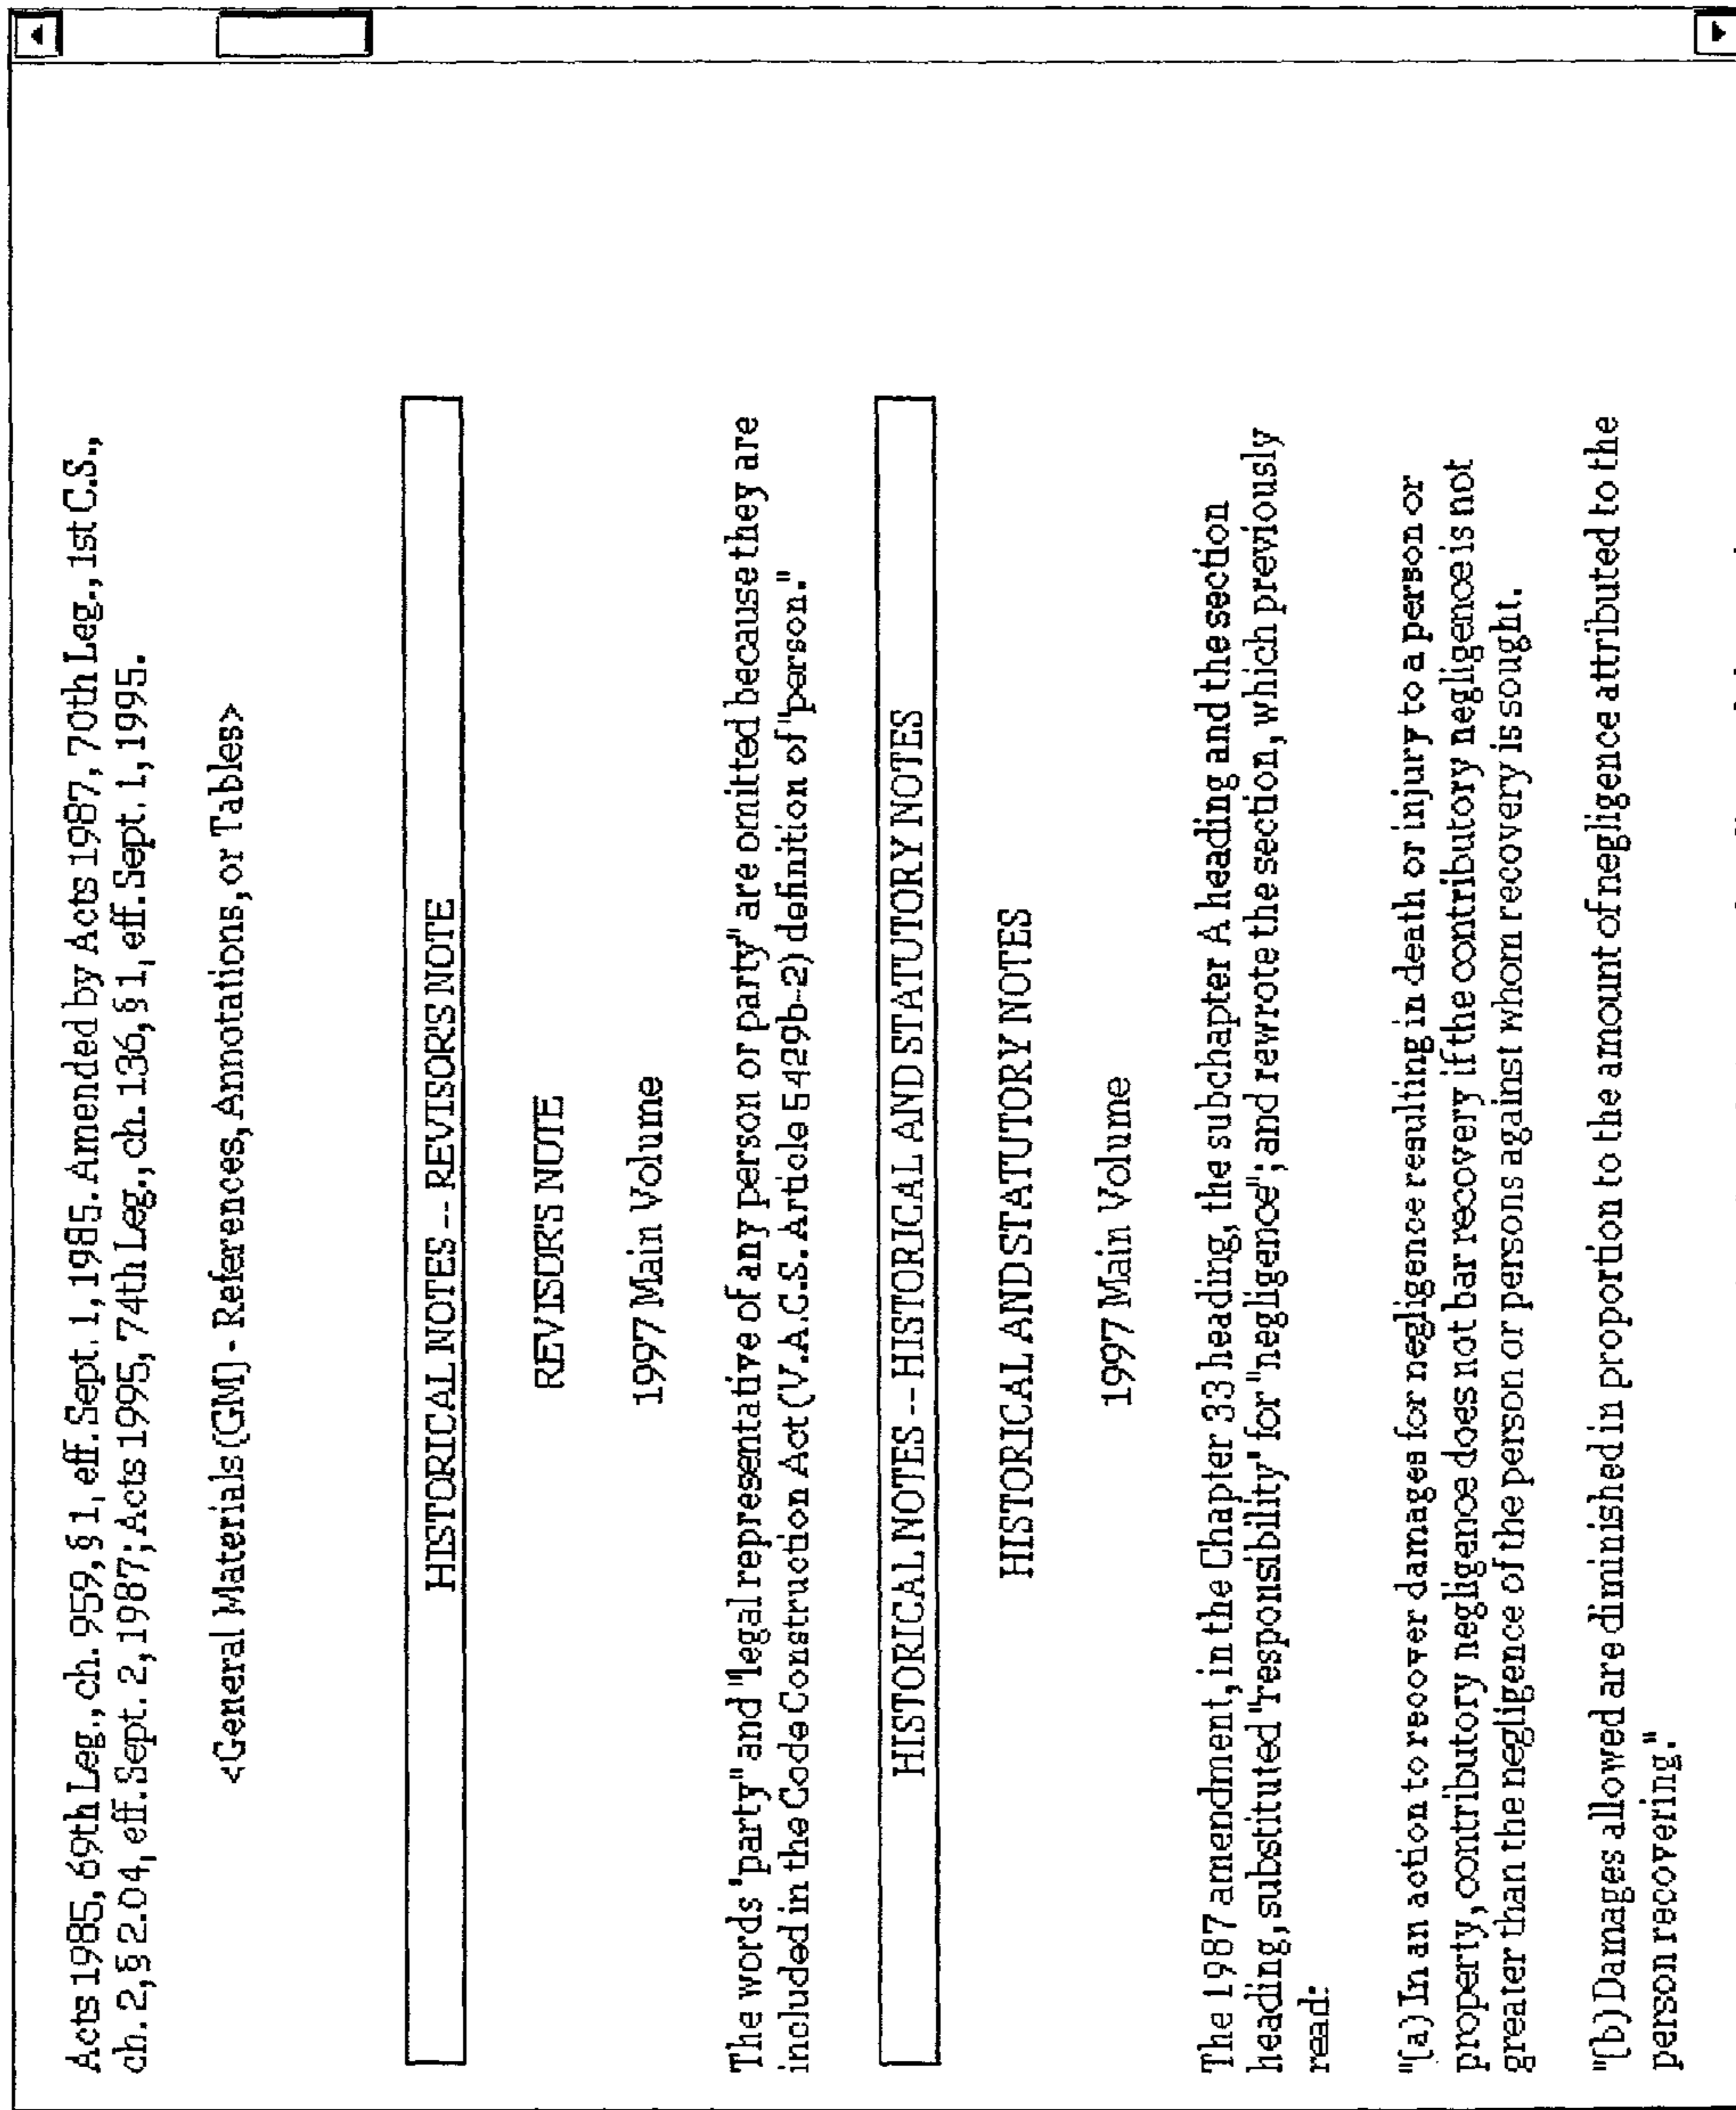 Acts 1985, 69th Leg., ch. 959, § 1, eff. Sept. 1, 1985. Amended by Acts 1987, 70th Leg., 1st C.S.,
ch. 2, § 2.04, eff. Sept. 2, 1987; Acts 1995, 74th Leg., ch. 136, § 1, eff. Sept. 1, 1995.
<General Materials (GM) - References, Annotations, or Tables>
HISTORICAL NOTES -- REVISOR'S NOTE
REVISOR'S NOTE
1997 Main Volume
The words "party" and "legal representative of any person or party" are omitted because they are
included in the Code Construction Act (V.A.C.S. Article 5429b-2) definition of "person."
HISTORICAL NOTES -- HISTORICAL AND STATUTORY NOTES
HISTORICAL AND STATUTORY NOTES
1997 Main Volume
The 1987 amendment, in the Chapter 33 heading, the subchapter A heading and the section
heading, substituted "responsibility" for "negligence"; and rewrote the section, which previously
read:
"(a) In an action to recover damages for negligence resulting in death or injury to a person or
property, contributory negligence does not bar recovery if the contributory negligence is not
greater than the negligence of the person or persons against whom recovery is sought.
"(b) Damages allowed are diminished in proportion to the amount of negligence attributed to the
person recovering."